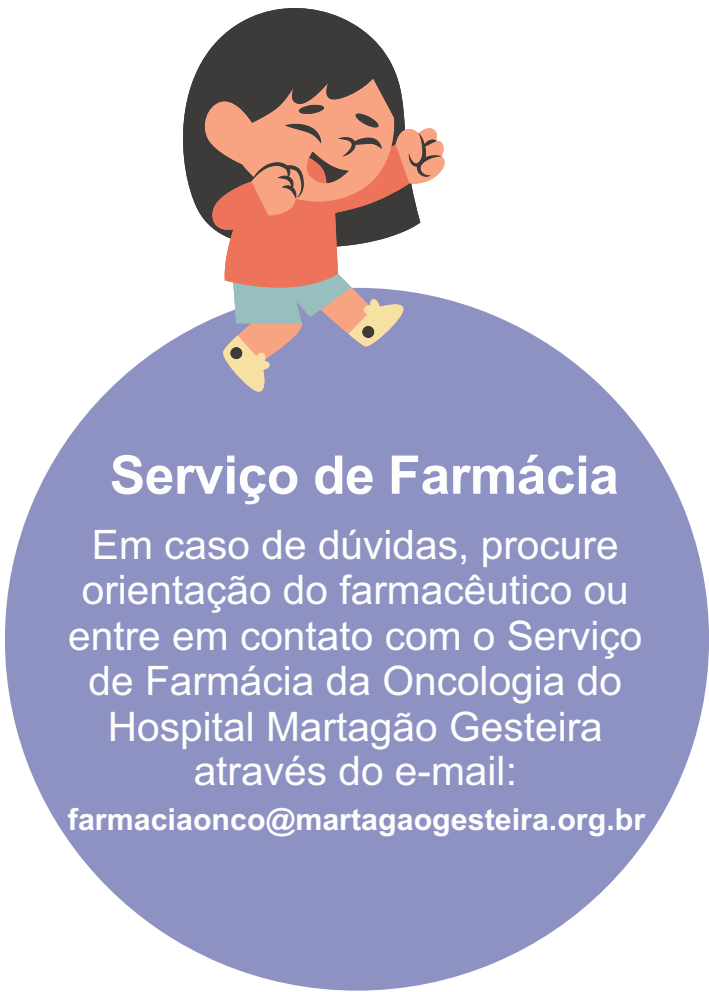 Serviço de Farmácia
Em caso de dúvidas, procure
orientação do farmacêutico ou
entre em contato com o Serviço
de Farmácia da Oncologia do
Hospital Martagão Gesteira
através do e-mail:
farmaciaonco@martagaogesteira.org.br